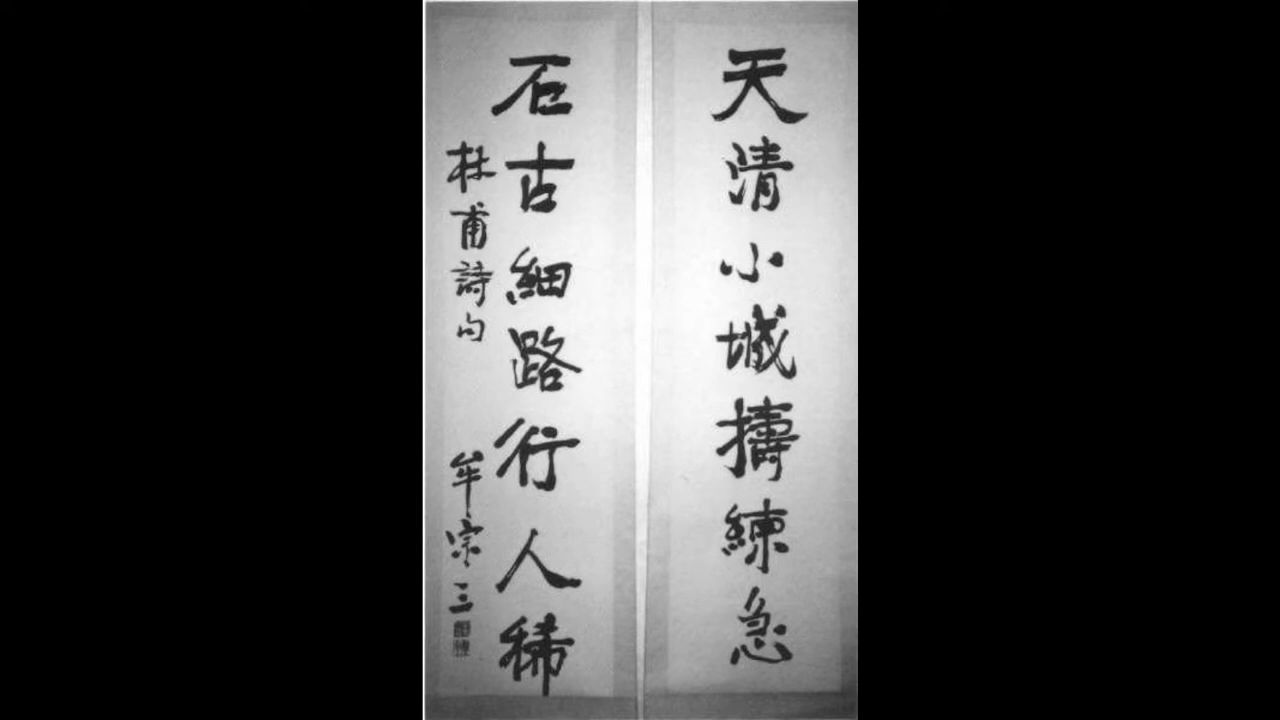 天清小城擣練急
石古細路行人稀
杜甫詩句
牟宗三